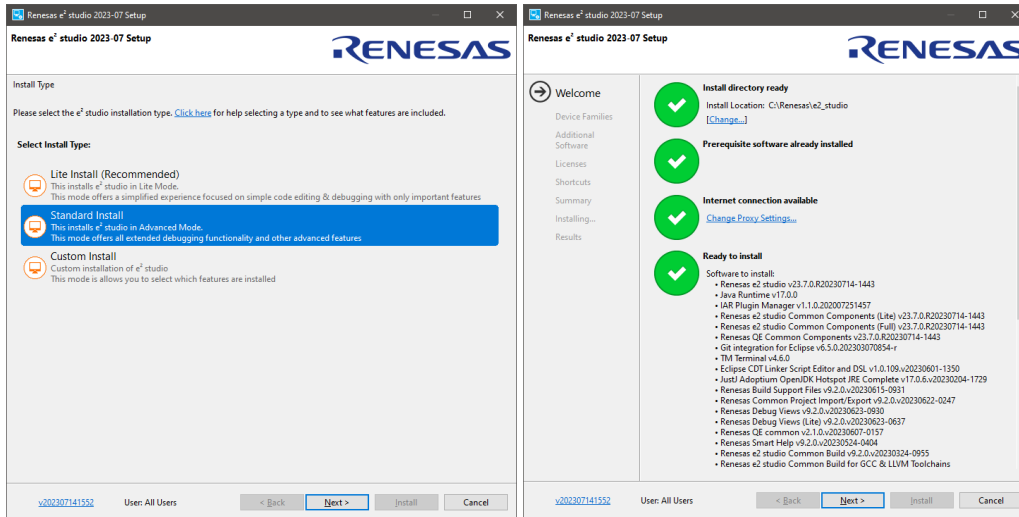 Renesas e² studio 2023-07 Setup
Renesas e² studio 2023-07 Setup
RENESAS
Install Type
Please select the e² studio installation type. Click here for help selecting a type and to see what features are included.
Select Install Type:
Lite Install (Recommended)
This installs e² studio in Lite Mode.
This mode offers a simplified experience focused on simple code editing & debugging with only important features
Standard Install
This installs e² studio in Advanced Mode.
This mode offers all extended debugging functionality and other advanced features
Custom Install
Custom installation of e² studio
This mode is allows you to select which features are installed
v202307141552
User: All Users
< Back
Next >
Install
Cancel
Renesas e² studio 2023-07 Setup
Renesas e² studio 2023-07 Setup
RENESAS
Welcome
Device Families
Additional
Software
Licenses
Shortcuts
Summary
Installing...
Results
Install directory ready
Install Location: C:\Renesas\e2_studio
[Change...]
Prerequisite software already installed
Internet connection available
Change Proxy Settings...
Ready to install
Software to install:
• Renesas e2 studio v23.7.0.R20230714-1443
• Java Runtime v17.0.0
• IAR Plugin Manager v1.1.0.202007251457
• Renesas e2 studio Common Components (Lite) v23.7.0.R20230714-1443
• Renesas e2 studio Common Components (Full) v23.7.0.R20230714-1443
• Renesas QE Common Components v23.7.0.R20230714-1443
• Git integration for Eclipse v6.5.0.202303070854-r
• TM Terminal v4.6.0
• Eclipse CDT Linker Script Editor and DSL v1.0.109.v20230601-1350
• JustJ Adoptium OpenJDK Hotspot JRE Complete v17.0.6.v20230204-1729
• Renesas Build Support Files v9.2.0.v20230615-0931
• Renesas Common Project Import/Export v9.2.0.v20230622-0247
• Renesas Debug Views v9.2.0.v20230623-0930
• Renesas Debug Views (Lite) v9.2.0.v20230623-0637
• Renesas QE common v2.1.0.v20230607-0157
• Renesas Smart Help v9.2.0.v20230524-0404
• Renesas e2 studio Common Build v9.2.0.v20230324-0955
• Renesas e2 studio Common Build for GCC & LLVM Toolchains
v202307141552
User: All Users
< Back
Next >
Install
Cancel